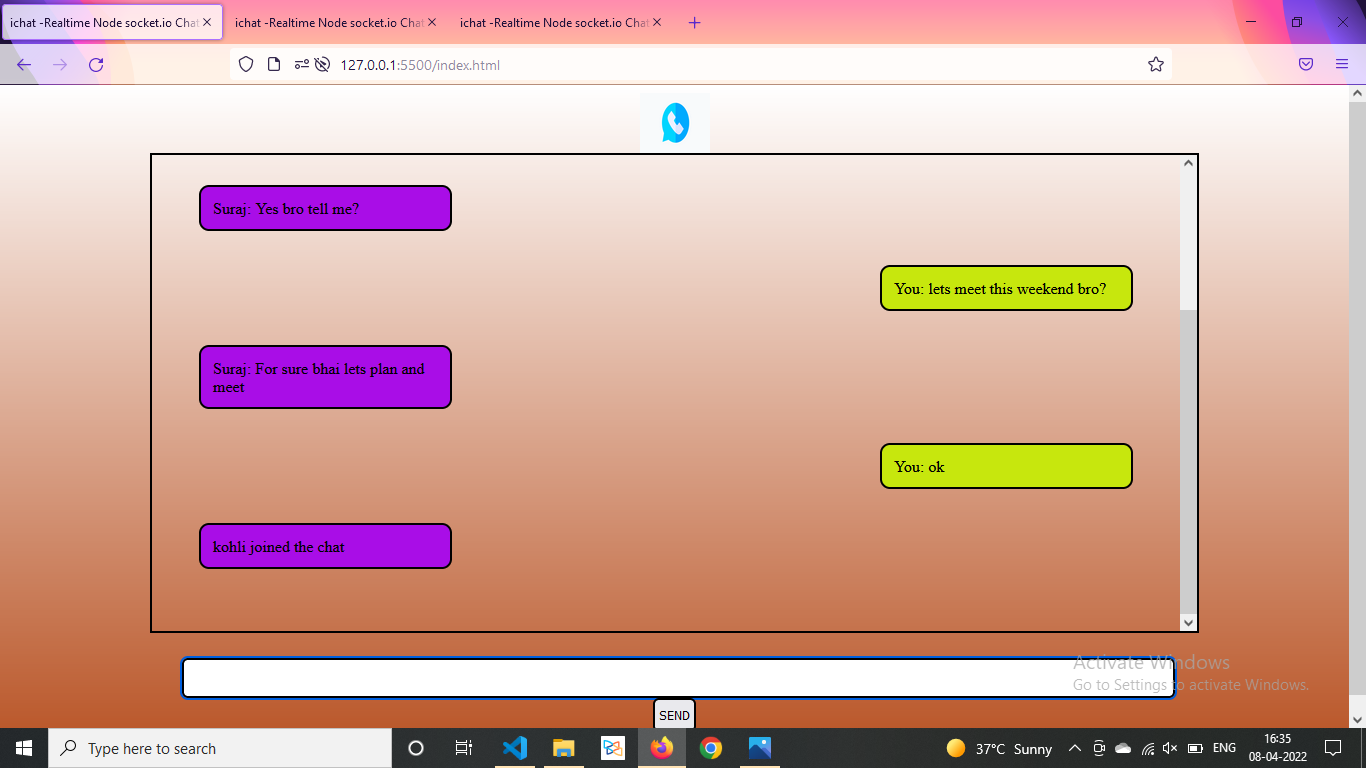 ichat -Realtime Node socket.io Chat
ichat -Realtime Node socket.io Chat
ichat -Realtime Node socket.io Chat
127.0.0.1:5500/index.html
Suraj: Yes bro tell me?
You: lets meet this weekend bro?
Suraj: For sure bhai lets plan and
meet
You: ok
kohli joined the chat
Activate Windows
Go to Settings to activate Windows.
SEND
Type here to search
37°C Sunny
ENG
16:35
08-04-2022